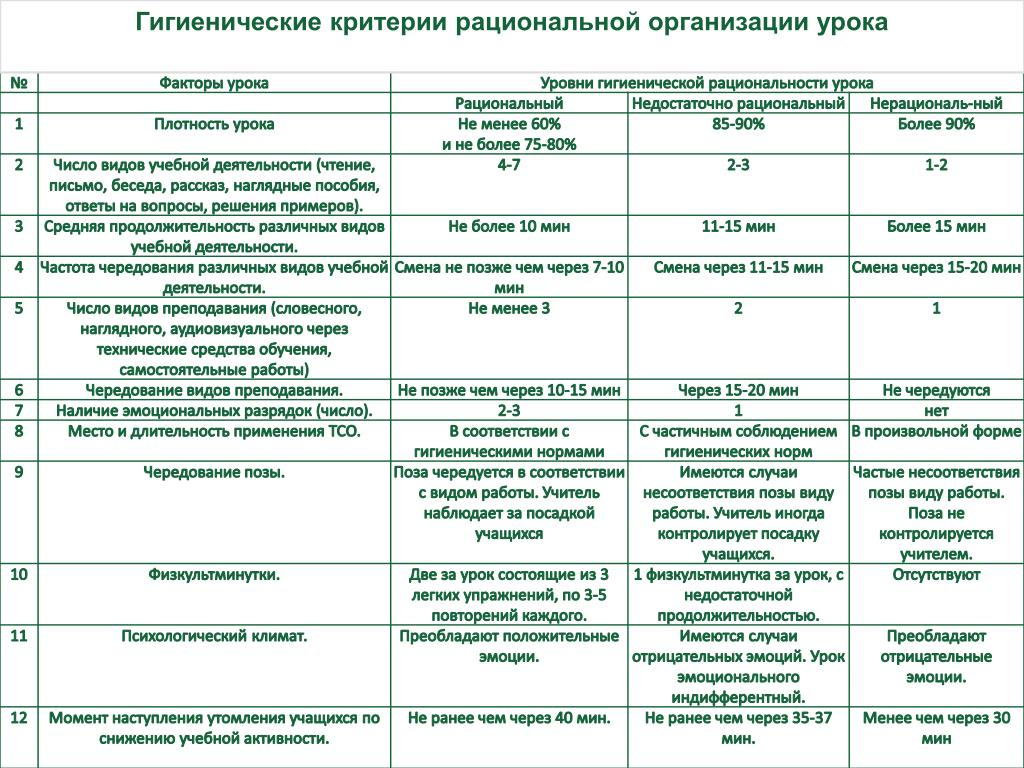 Гигиенические критерии рациональной организации урока
№ Факторы урока Уровни гигиенической рациональности урока
Рациональный Недостаточно рациональный Нерациональ-ный
1 Плотность урока Не менее 60% 85-90% Более 90%
и не более 75-80%
2 Число видов учебной деятельности (чтение, 4-7 2-3 1-2
письмо, беседа, рассказ, наглядные пособия,
ответы на вопросы, решения примеров).
3 Средняя продолжительность различных видов Не более 10 мин 11-15 мин Более 15 мин
учебной деятельности.
4 Частота чередования различных видов учебной Смена не позже чем через 7-10 Смена через 11-15 мин Смена через 15-20 мин
деятельности. мин
5 Число видов преподавания (словесного, Не менее 3 2 1
наглядного, аудиовизуального через
технические средства обучения,
самостоятельные работы)
6 Чередование видов преподавания. Не позже чем через 10-15 мин Через 15-20 мин Не чередуются
7 Наличие эмоциональных разрядок (число). 2-3 1 нет
8 Место и длительность применения ТСО. В соответствии с С частичным соблюдением В произвольной форме
гигиеническими нормами гигиенических норм
9 Чередование позы. Поза чередуется в соответствии Имеются случаи Частые несоответствия
с видом работы. Учитель несоответствия позы виду позы виду работы.
наблюдает за посадкой работы. Учитель иногда Поза не
учащихся контролирует посадку контролируется
учащихся. учителем.
10 Физкультминутки. Две за урок состоящие из 3 1 физкультминутка за урок, с Отсутствуют
легких упражнений, по 3-5 недостаточной
повторений каждого. продолжительностью.
11 Психологический климат. Преобладают положительные Имеются случаи Преобладают
эмоции. отрицательных эмоций. Урок отрицательные
эмоционального эмоции.
индифферентный.
12 Момент наступления утомления учащихся по Не ранее чем через 40 мин. Не ранее чем через 35-37 Менее чем через 30
снижению учебной активности. мин. мин